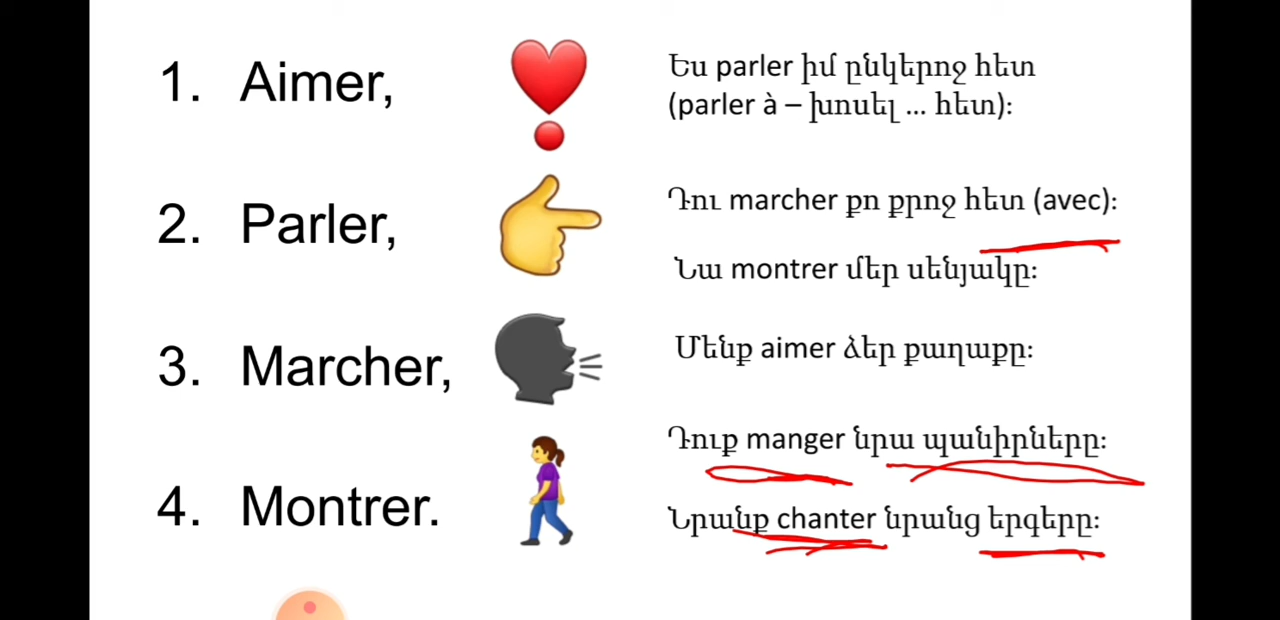 1. Aimer,
2. Parler,
3. Marcher,
4. Montrer.
Ես parler իմ ընկերոջ հետ
(parler à – խոսել ... հետ)։
Դու marcher քո քրոջ հետ (avec)։
Նա montrer մեր սենյակը։
Մենք aimer ձեր քաղաքը։
Դուք manger նրա պանիրները։
Նրանք chanter նրանց երգերը։